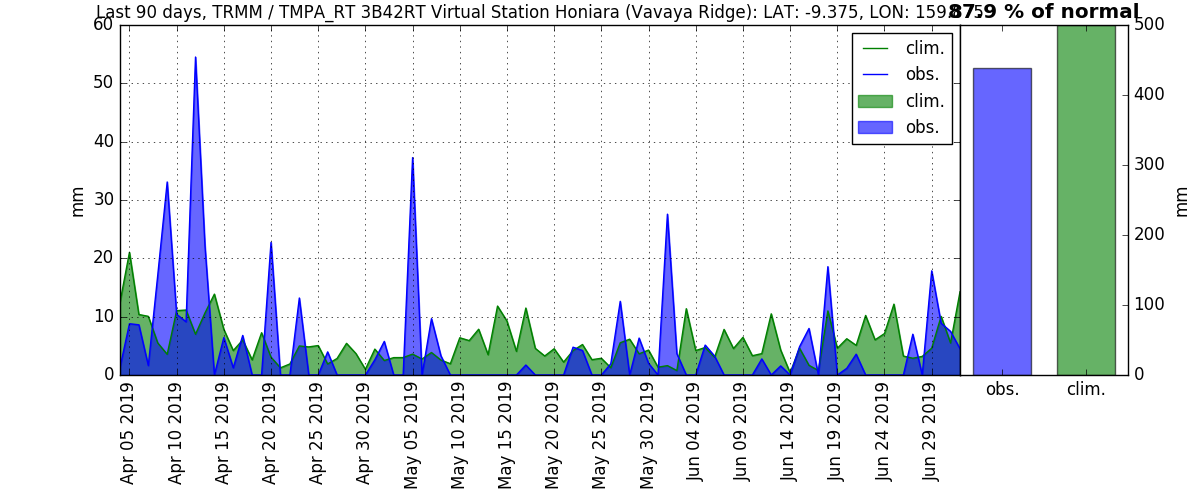 Last 90 days, TRMM / TMPA_RT 3B42RT Virtual Station Honiara (Vavaya Ridge): LAT: -9.375, LON: 159.
87.9 % of normal
60
50
40
30
20
10
0
mm
clim.
obs.
clim.
obs.
500
400
300
200
100
0
mm
obs.
clim.
Apr 05 2019
Apr 10 2019
Apr 15 2019
Apr 20 2019
Apr 25 2019
Apr 30 2019
May 05 2019
May 10 2019
May 15 2019
May 20 2019
May 25 2019
May 30 2019
Jun 04 2019
Jun 09 2019
Jun 14 2019
Jun 19 2019
Jun 24 2019
Jun 29 2019